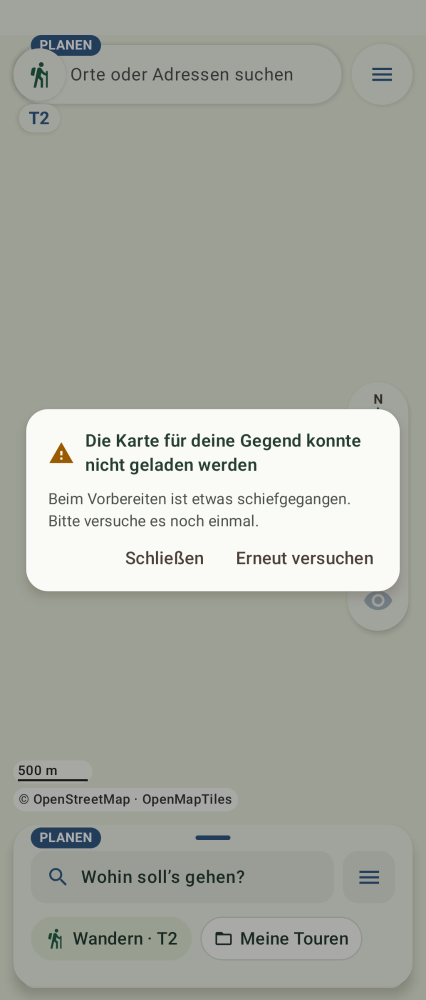 PLANEN
Orte oder Adressen suchen
T2
N
Die Karte für deine Gegend konnte
nicht geladen werden
Beim Vorbereiten ist etwas schiefgegangen.
Bitte versuche es noch einmal.
Schließen
Erneut versuchen
500 m
© OpenStreetMap · OpenMapTiles
PLANEN
Wohin soll’s gehen?
Wandern · T2
Meine Touren